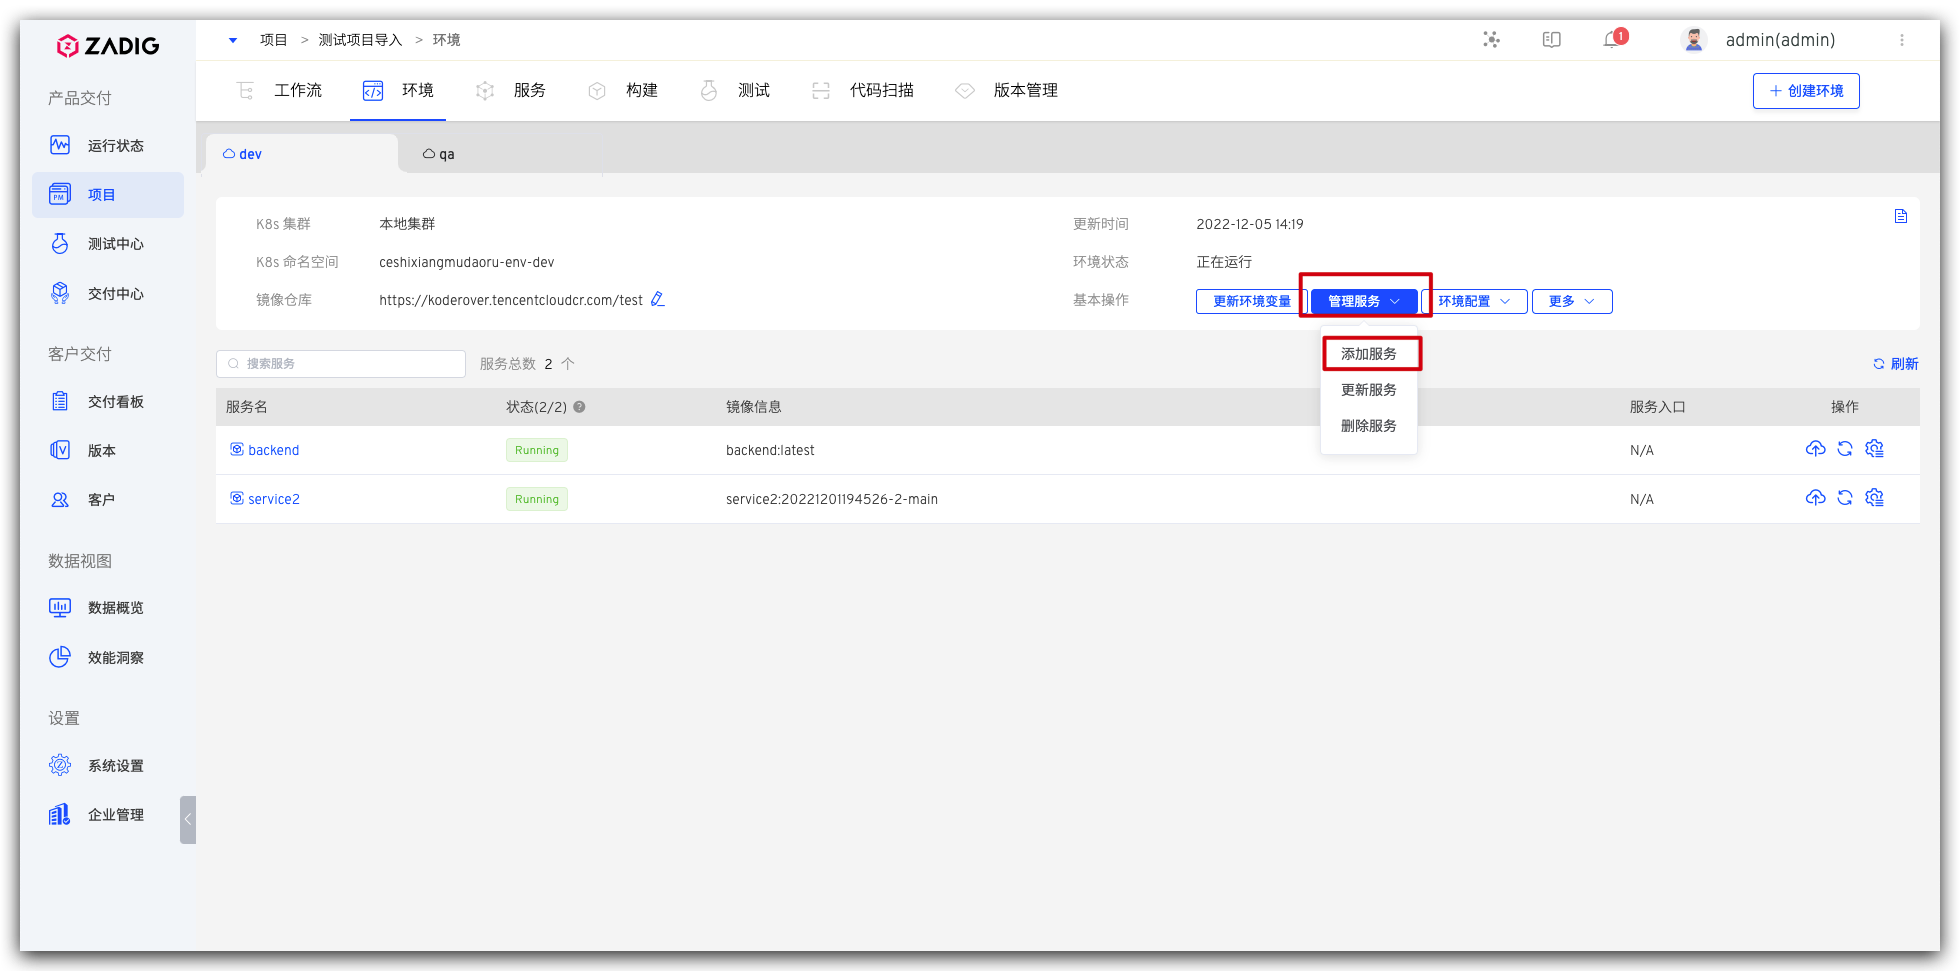 ZADIG
项目 > 测试项目导入 > 环境
1
admin(admin)
工作流
环境
服务
构建
测试
代码扫描
版本管理
+ 创建环境
产品交付
运行状态
PM
项目
测试中心
交付中心
客户交付
交付看板
版本
客户
数据视图
数据概览
效能洞察
设置
系统设置
企业管理
dev
qa
K8s 集群 本地集群
更新时间 2022-12-05 14:19
K8s 命名空间 ceshixiangmudaoru-env-dev
环境状态 正在运行
镜像仓库 https://koderover.tencentcloudcr.com/test
基本操作 更新环境变量 管理服务 环境配置 更多
添加服务
更新服务
删除服务
搜索服务
服务总数 2 个
刷新
服务名 状态(2/2) 镜像信息 服务入口 操作
backend Running backend:latest N/A
service2 Running service2:20221201194526-2-main N/A